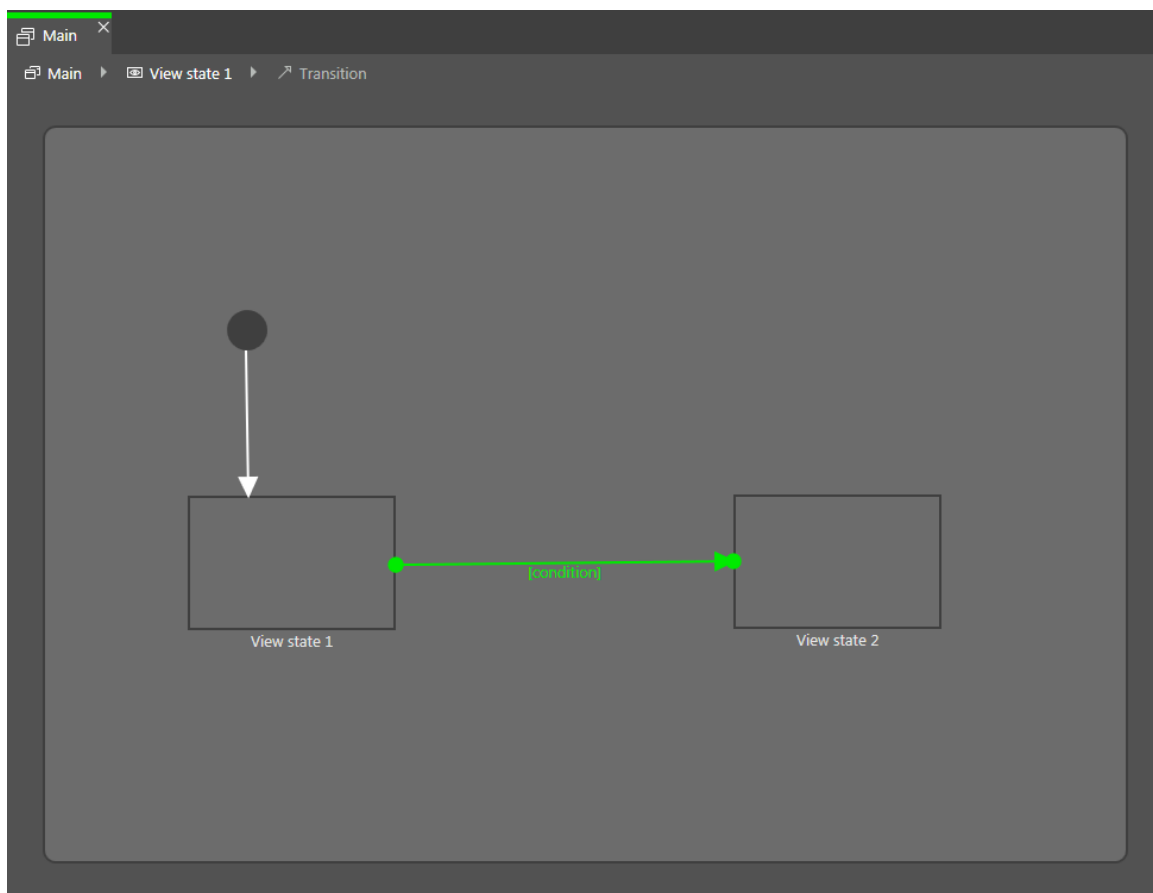 Main
Main View state 1 Transition
[condition]
View state 1 View state 2